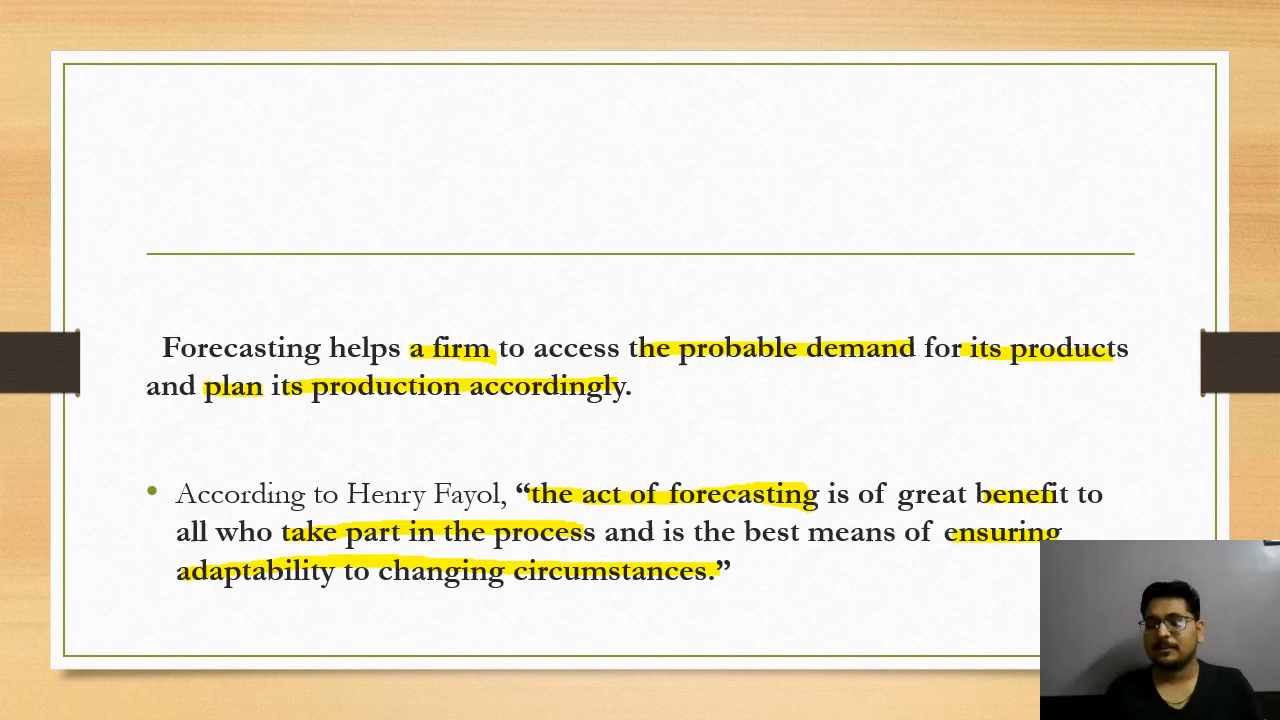 Forecasting helps a firm to access the probable demand for its products
and plan its production accordingly.
• According to Henry Fayol, “the act of forecasting is of great benefit to
all who take part in the process and is the best means of ensuring
adaptability to changing circumstances.”